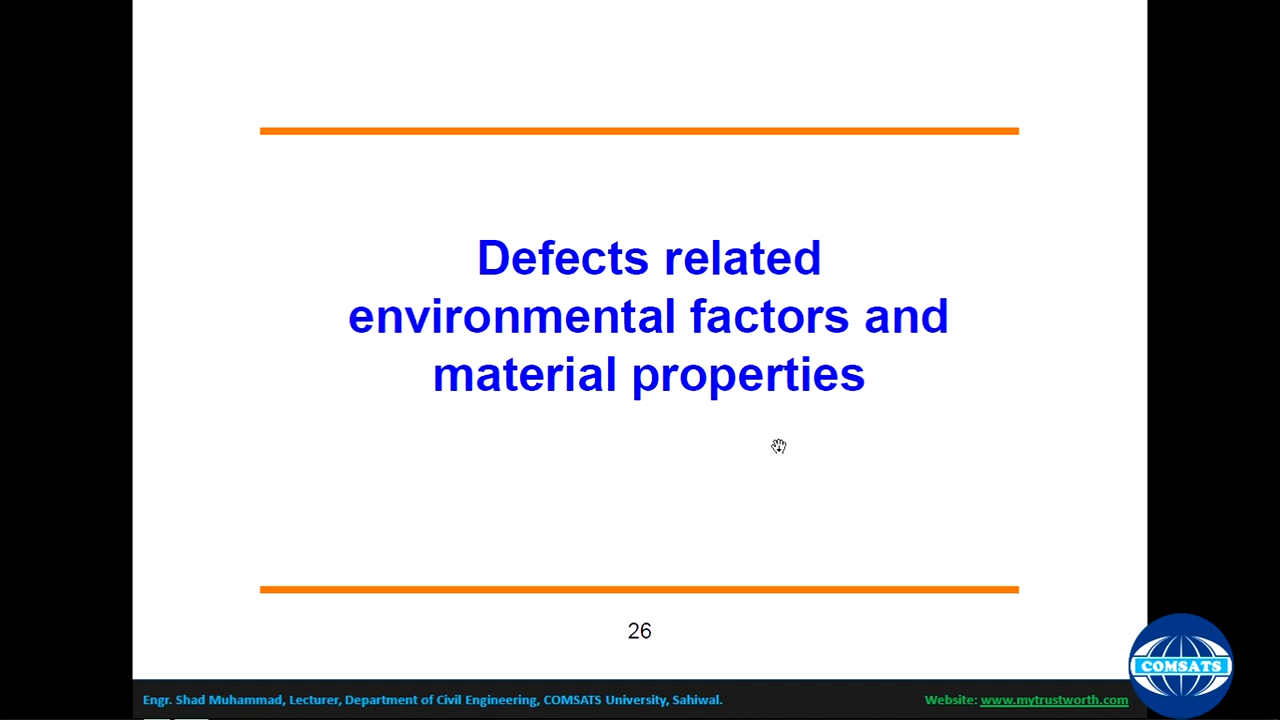 Defects related
environmental factors and
material properties
26
COMSATS
Engr. Shad Muhammad, Lecturer, Department of Civil Engineering, COMSATS University, Sahiwal.
Website: www.mytrustworth.com